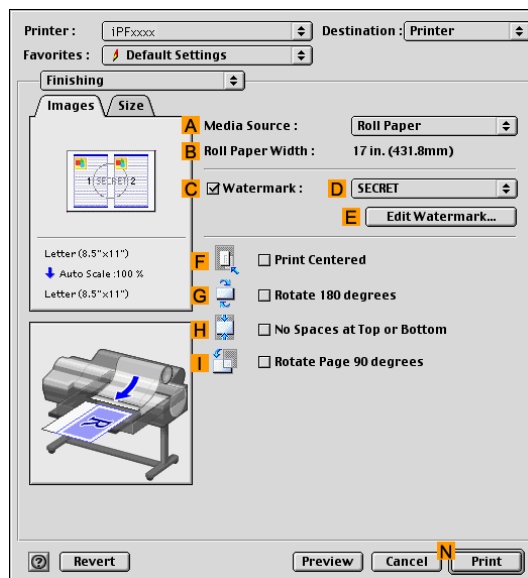 Printer : iPFxxxx Destination : Printer
Favorites : Default Settings
Finishing
Images Size
A Media Source : Roll Paper
B Roll Paper Width : 17 in. (431.8mm)
1 SECRET 2
C Watermark : D SECRET
E Edit Watermark...
Letter (8.5"x11")
Auto Scale :100 %
Letter (8.5"x11")
F Print Centered
G Rotate 180 degrees
H No Spaces at Top or Bottom
I Rotate Page 90 degrees
R
N
? Revert Preview Cancel Print